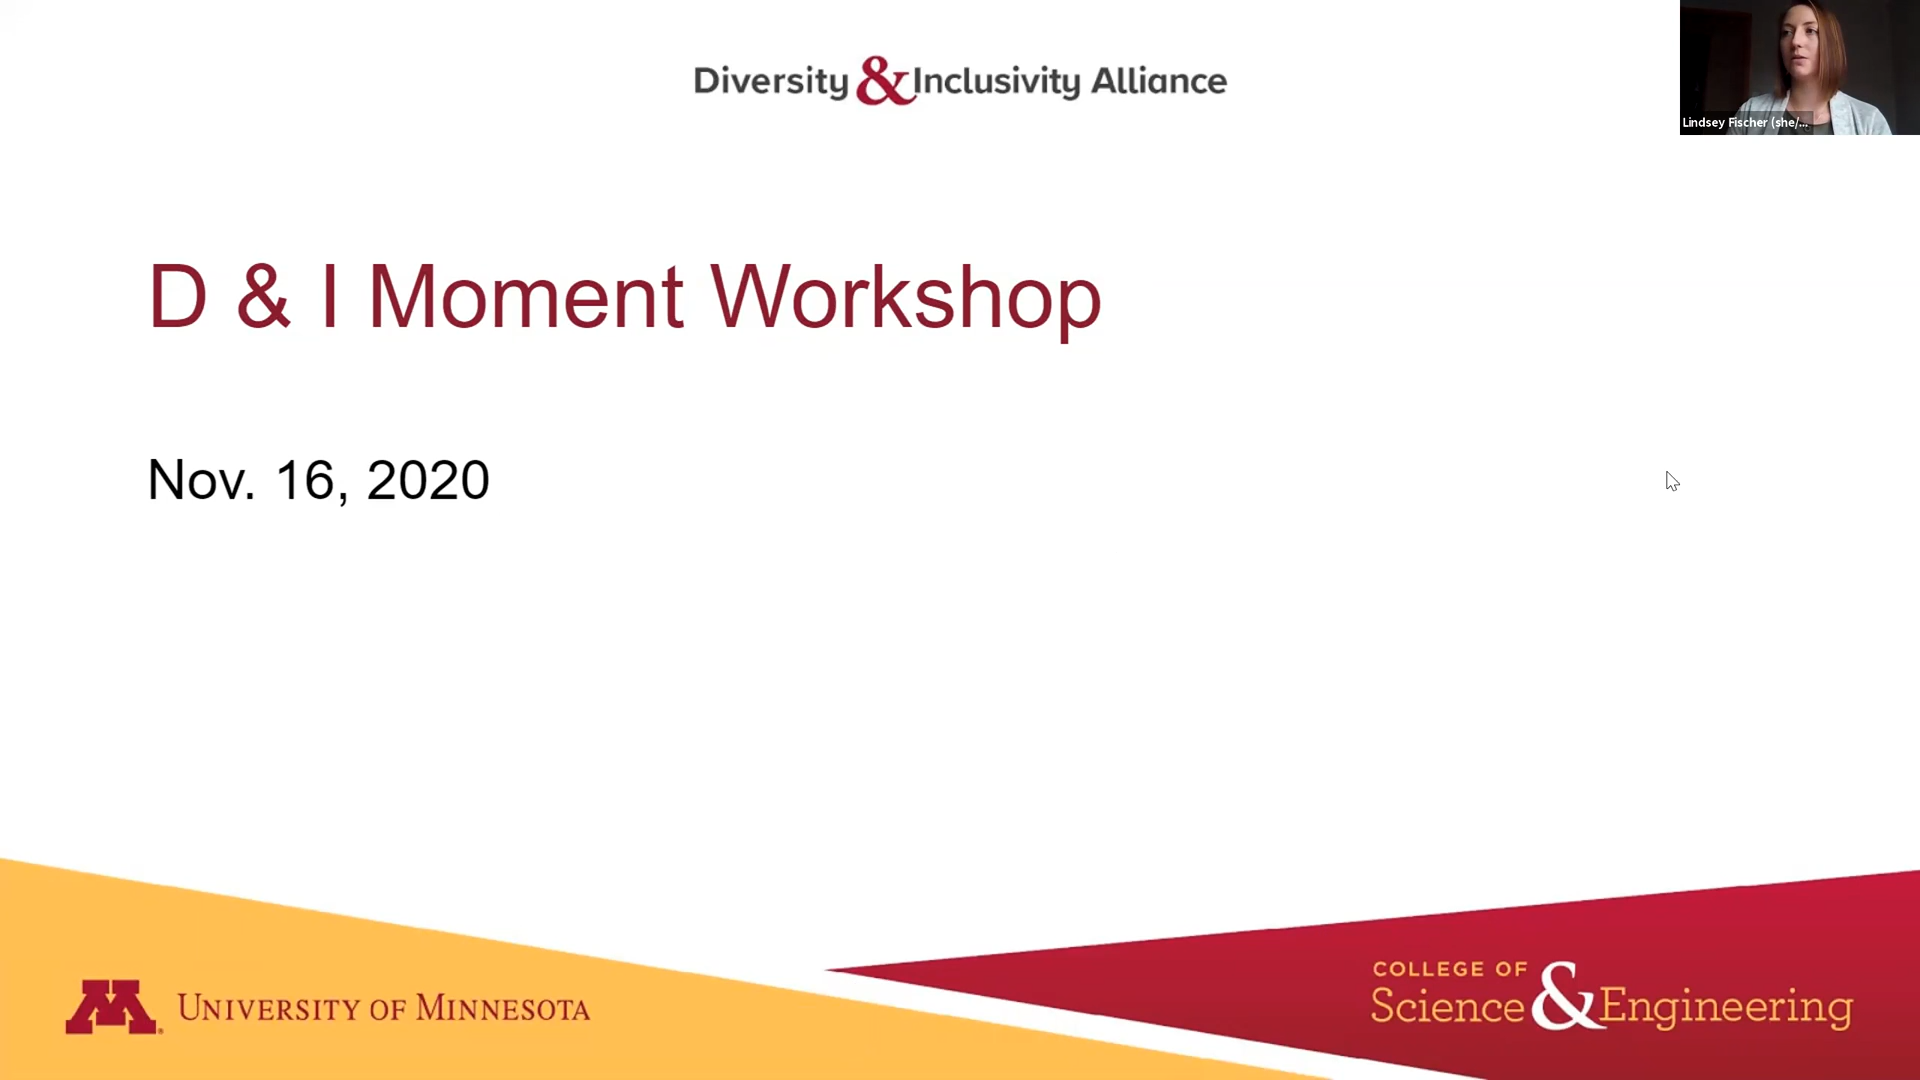 Diversity & Inclusivity Alliance
Lindsey Fischer (she/...
D & I Moment Workshop
Nov. 16, 2020
M
UNIVERSITY OF MINNESOTA
COLLEGE OF
Science & Engineering